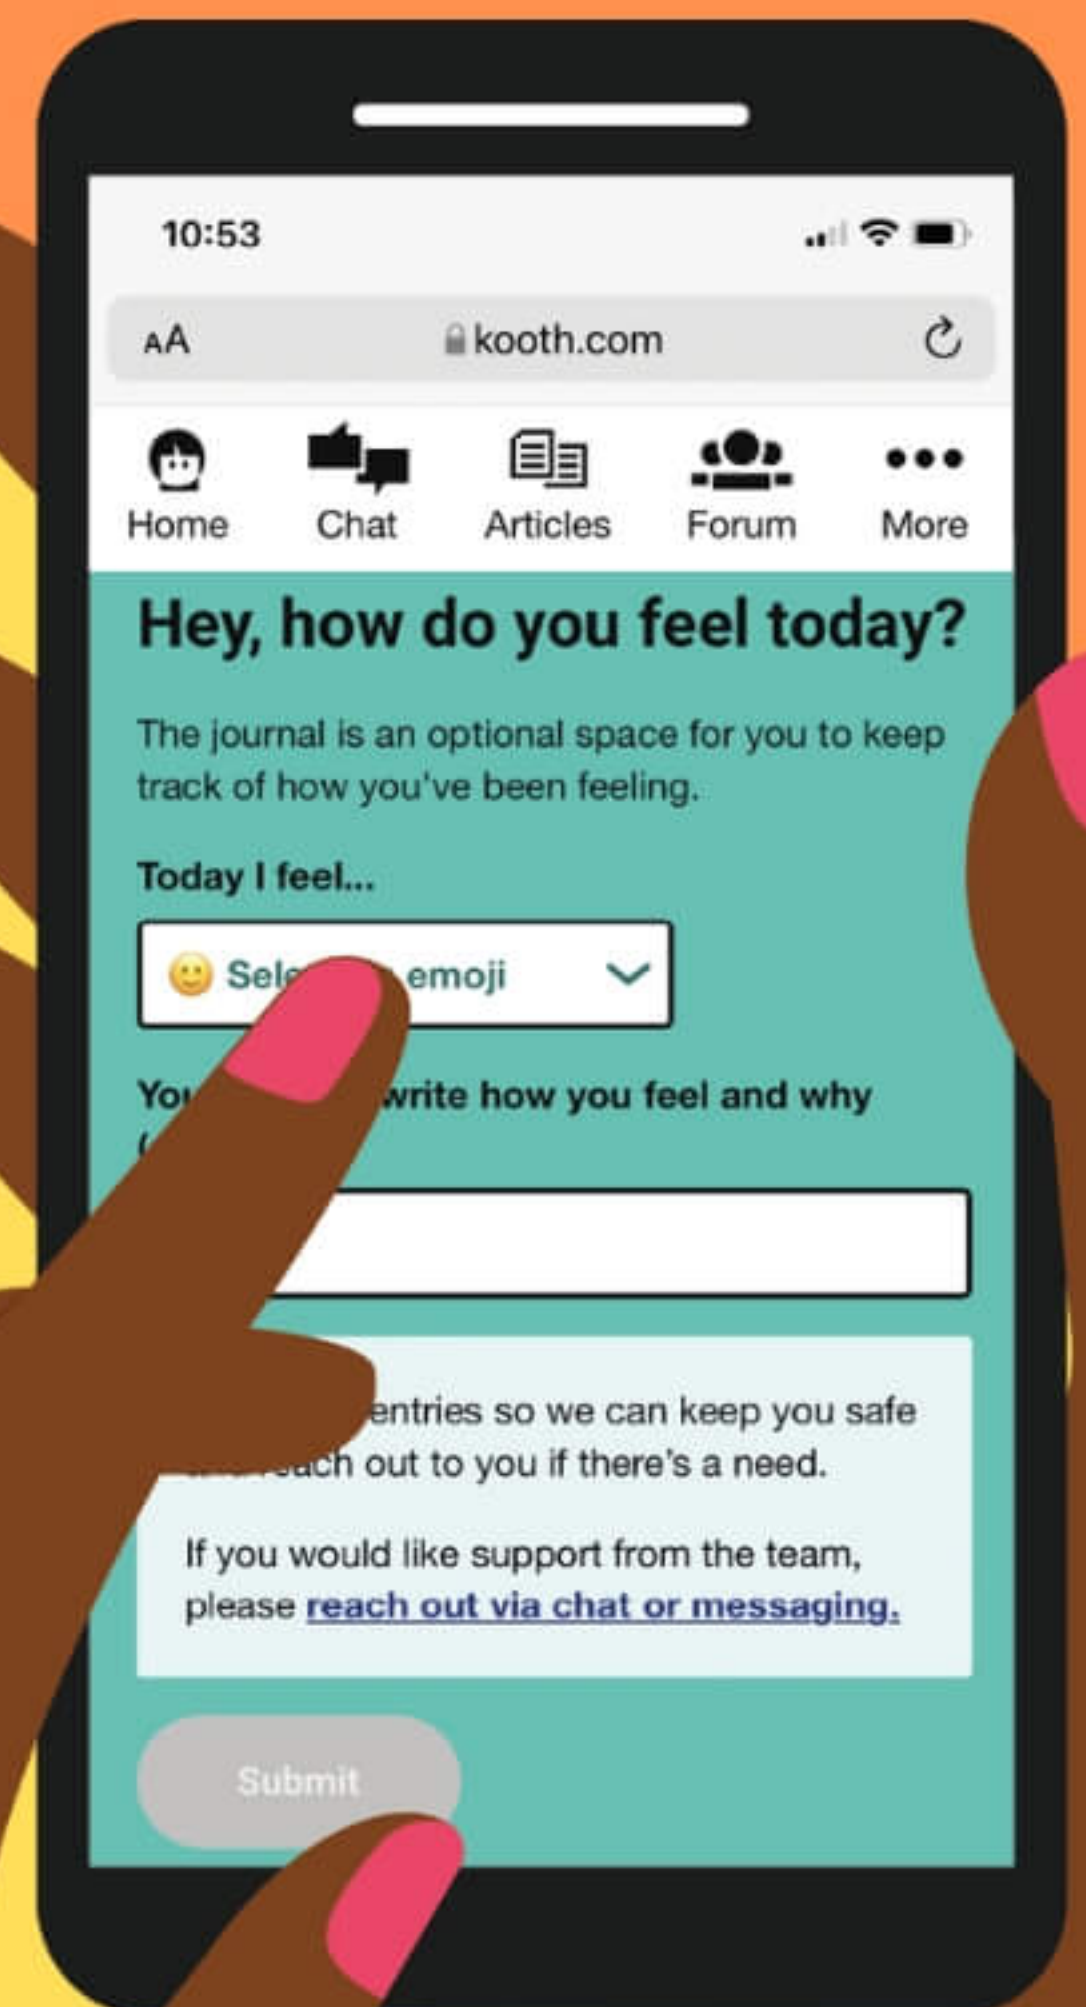 10:53
AA kooth.com
Home Chat Articles Forum More
Hey, how do you feel today?
The journal is an optional space for you to keep
track of how you've been feeling.
Today I feel...
emoji
write how you feel and why
entries so we can keep you safe
out to you if there's a need.
If you would like support from the team,
please reach out via chat or messaging.
Submit